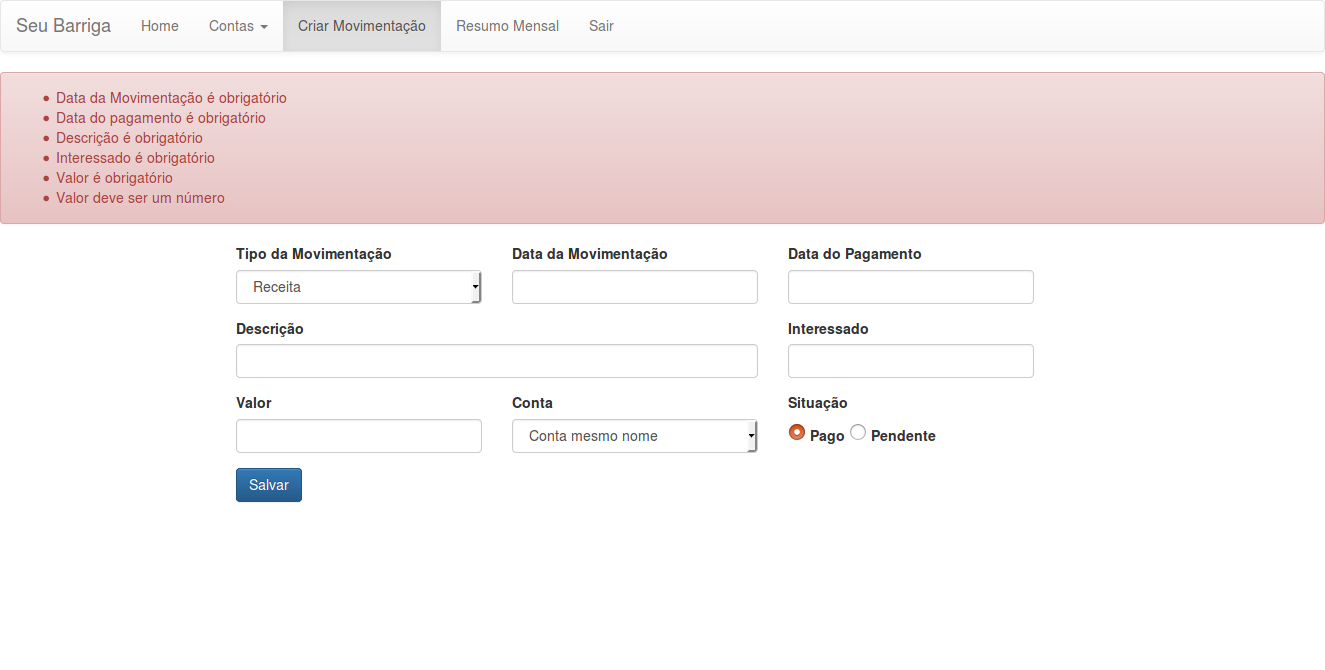 Seu Barriga Home Contas Criar Movimentação Resumo Mensal Sair
Data da Movimentação é obrigatório
Data do pagamento é obrigatório
Descrição é obrigatório
Interessado é obrigatório
Valor é obrigatório
Valor deve ser um número
Tipo da Movimentação Data da Movimentação Data do Pagamento
Receita
Descrição Interessado
Valor Conta Situação
Conta mesmo nome Pago Pendente
Salvar